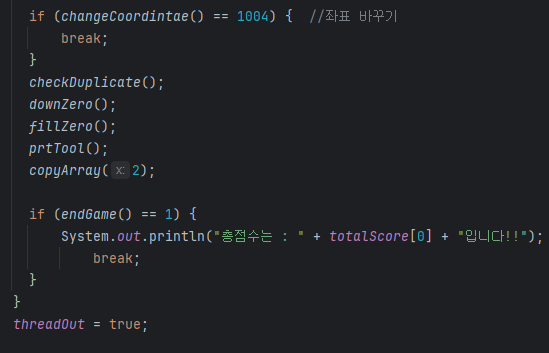 if (changeCoordintae() == 1004) {  //좌표 바꾸기
break;
}
checkDuplicate();
downZero();
fillZero();
prtTool();
copyArray( x: 2);
if (endGame() == 1) {
System.out.println("총점수는 : " + totalScore[0] + "입니다!!");
break;
}
}
threadOut = true;